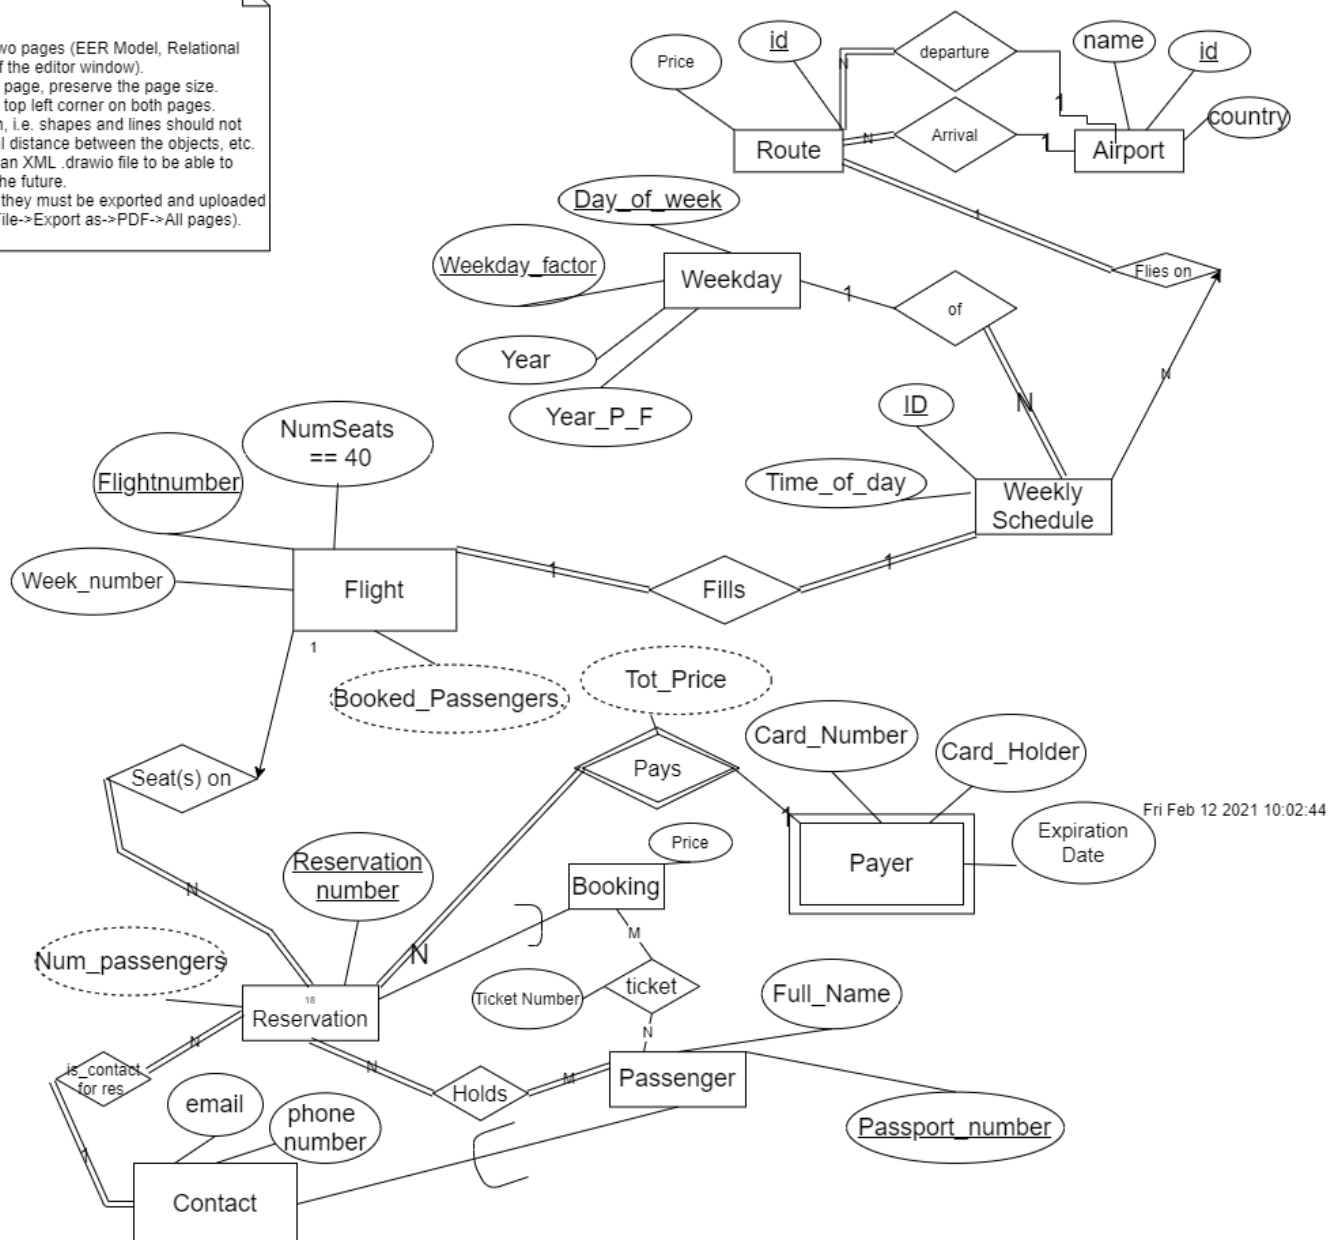 wo pages (EER Model, Relational
f the editor window).
page, preserve the page size.
top left corner on both pages.
n, i.e. shapes and lines should not
l distance between the objects, etc.
an XML .drawio file to be able to
he future.
they must be exported and uploaded
File->Export as->PDF->All pages).
Price
id
departure
name
id
country
N
1
Route
N
Arrival
1
Airport
Day_of_week
1
Weekday_factor
Weekday
1
Flies on
of
Year
N
Year_P_F
N
ID
NumSeats
== 40
Flightnumber
Time_of_day
Weekly
Schedule
Week_number
Flight
1
Fills
1
1
Booked_Passengers
Tot_Price
Card_Number
Card_Holder
Seat(s) on
Pays
1
Fri Feb 12 2021 10:02:44
Expiration
Date
Price
Payer
Reservation
number
Booking
N
M
N
Num_passengers
ticket
Ticket Number
Full_Name
18
Reservation
N
N
is_contact
for res
N
M
Passenger
Holds
email
phone
number
Passport_number
1
Contact